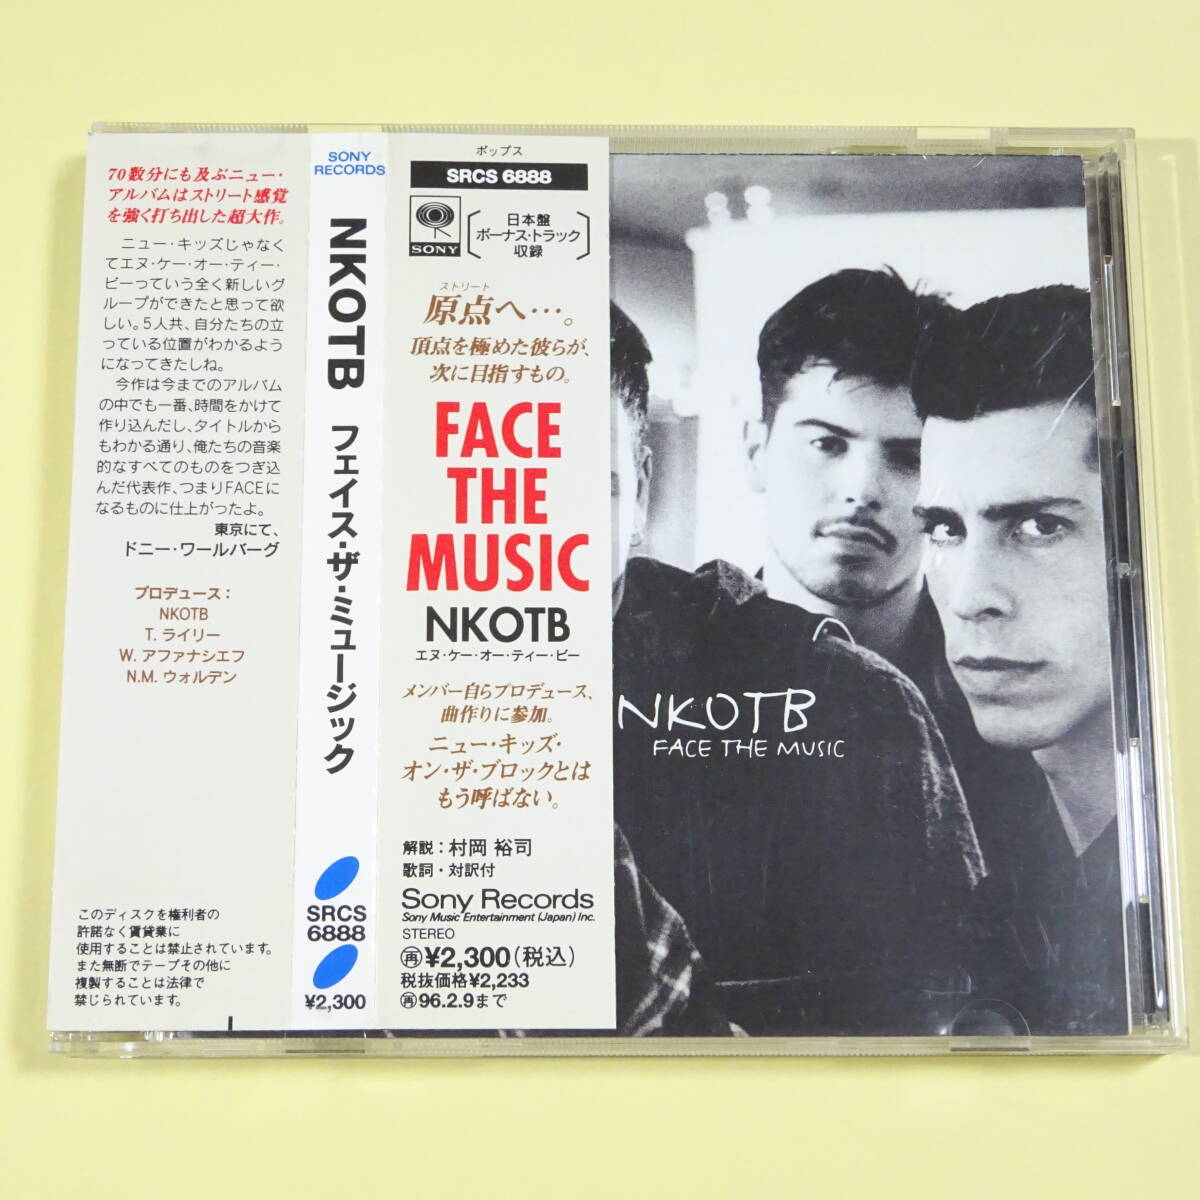 70数分にも及ぶニュー・
アルバムはストリート感覚
を強く打ち出した超大作。
ニュー・キッズじゃなく
てエヌ・ケー・オー・ティー・
ビーっていう全く新しいグ
ループができたと思って欲
しい。5人共、自分たちの立
っている位置がわかるよう
になってきたしね。
今作は今までのアルバム
の中でも一番、時間をかけて
作り込んだし、タイトルから
もわかる通り、俺たちの音楽
的なすべてのものをつぎ込
んだ代表作、つまりFACEに
なるものに仕上がったよ。
東京にて、
ドニー・ワールバーグ
プロデュース：
NKOTB
T. ライリー
W. アファナシエフ
N.M. ウォルデン
このディスクを権利者の
許諾なく賃貸業に
使用することは禁止されています。
また無断でテープその他に
複製することは法律で
禁じられています。
SONY
RECORDS
NKOTB フェイス・ザ・ミュージック
SRCS
6888
¥2,300
ポップス
SRCS 6888
SONY
日本盤
ボーナス・トラック
収録
ストリート
原点へ…。
頂点を極めた彼らが、
次に目指すもの。
FACE
THE
MUSIC
NKOTB
エヌ・ケー・オー・ティー・ビー
メンバー自らプロデュース、
曲作りに参加。
ニュー・キッズ・
オン・ザ・ブロックとは
もう呼ばない。
解説：村岡 裕司
歌詞・対訳付
Sony Records
Sony Music Entertainment (Japan) Inc.
STEREO
再¥2,300(税込)
税抜価格¥2,233
再96.2.9まで
NKOTB
FACE THE MUSIC